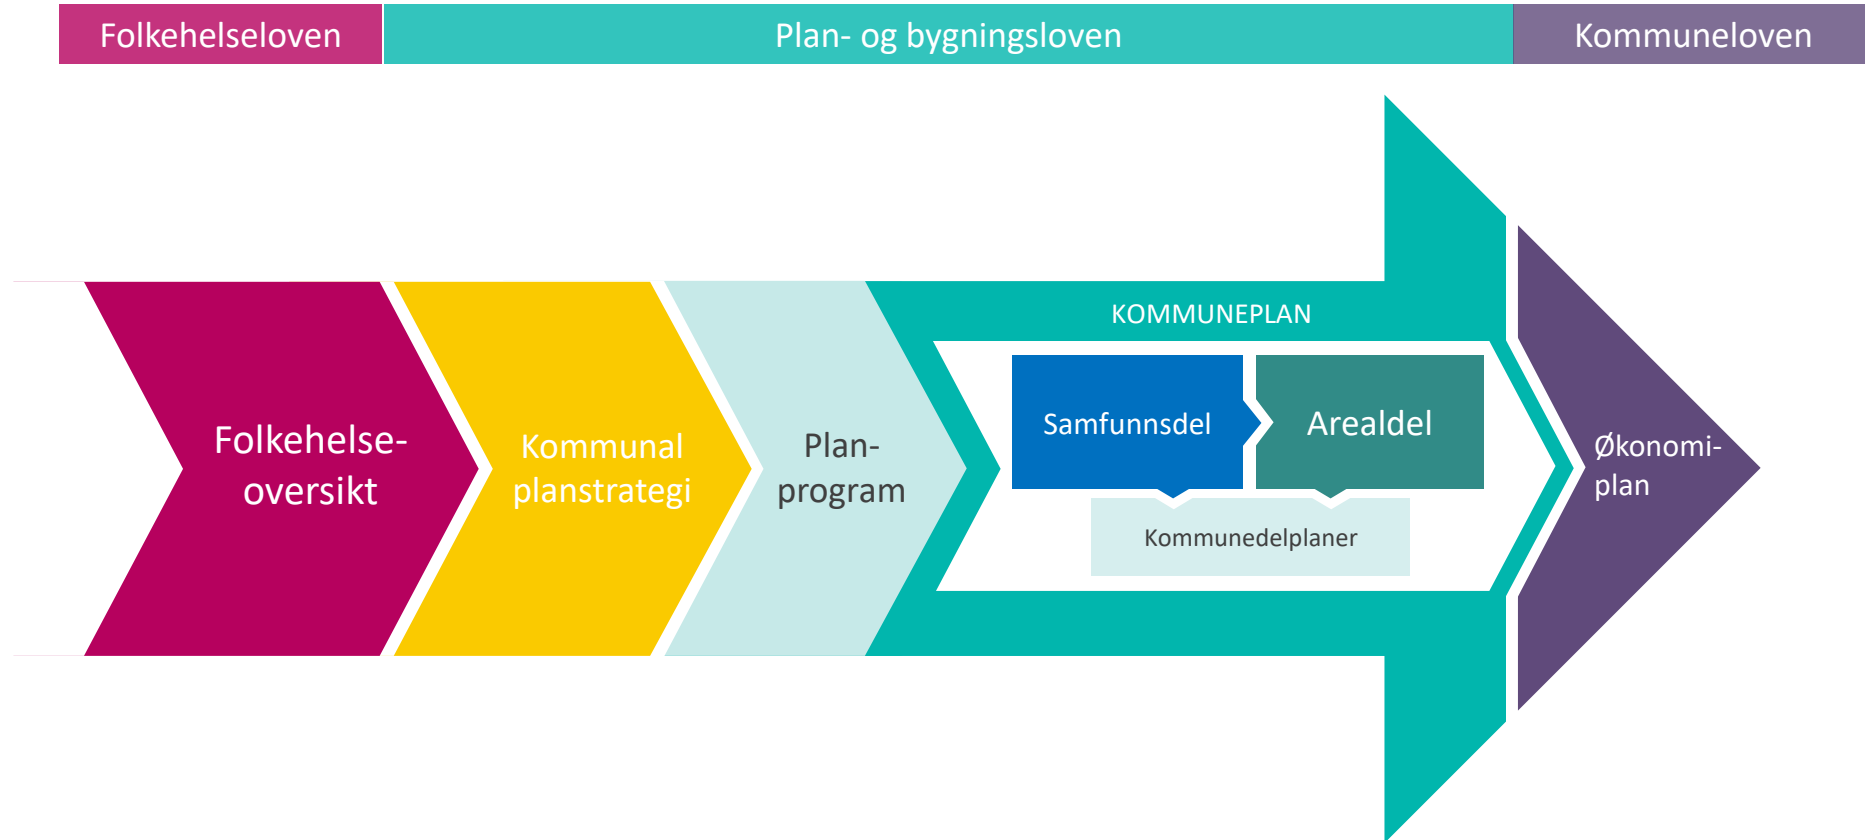 Folkehelseloven
Plan- og bygningsloven
Kommuneloven
KOMMUNEPLAN
Folkehelse-
oversikt
Kommunal
planstrategi
Plan-
program
Samfunnsdel
Arealdel
Kommunedelplaner
Økonomi-
plan